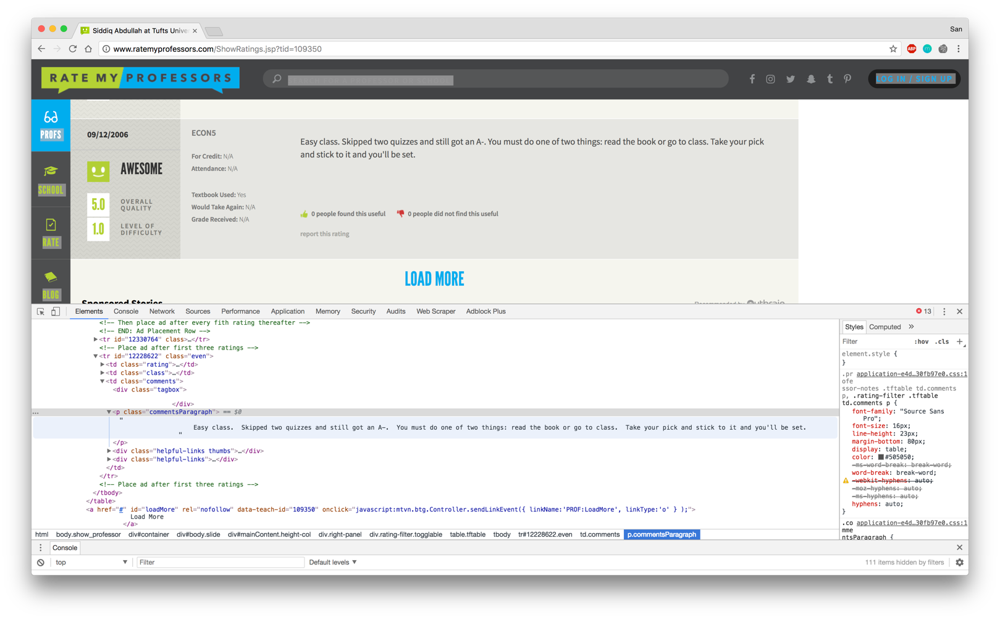 Siddiq Abdullah at Tufts Unive
San
www.ratemyprofessors.com/ShowRatings.jsp?tid=109350
ABP
RATE MY PROFESSORS
SEARCH FOR A PROFESSOR OR SCHOOL
LOG IN / SIGN UP
PROFS
SCHOOL
RATE
BLOG
09/12/2006
AWESOME
5.0 OVERALL QUALITY
1.0 LEVEL OF DIFFICULTY
ECON5
For Credit: N/A
Attendance: N/A
Textbook Used: Yes
Would Take Again: N/A
Grade Received: N/A
Easy class. Skipped two quizzes and still got an A-. You must do one of two things: read the book or go to class. Take your pick
and stick to it and you'll be set.
0 people found this useful 0 people did not find this useful
report this rating
LOAD MORE
Sponsored Stories
Recommended by Outbrain
Elements Console Network Sources Performance Application Memory Security Audits Web Scraper Adblock Plus 13
<!-- Then place ad after every fith rating thereafter -->
<!-- END: Ad Placement Row -->
<tr id="12330764" class>…</tr>
<!-- Place ad after first three ratings -->
<tr id="12228622" class="even">
<td class="rating">…</td>
<td class="class">…</td>
<td class="comments">
<div class="tagbox">
</div>
… <p class="commentsParagraph"> == $0
"
Easy class.  Skipped two quizzes and still got an A-.  You must do one of two things: read the book or go to class.  Take your pick and stick to it and you'll be set.
"
</p>
<div class="helpful-links thumbs">…</div>
<div class="helpful-links">…</div>
</td>
</tr>
<!-- Place ad after first three ratings -->
</tbody>
</table>
<a href="#" id="loadMore" rel="nofollow" data-teach-id="109350" onclick="javascript:mtvn.btg.Controller.sendLinkEvent({ linkName:'PROF:LoadMore', linkType:'o' } );">
Load More
</a>
html body.show_professor div#container div#body.slide div#mainContent.height-col div.right-panel div.rating-filter.togglable table.tftable tbody tr#12228622.even td.comments p.commentsParagraph
Styles Computed »
Filter :hov .cls +
element.style {
}
.pr application-e4d…30fb97e0.css:1
ofe
ssor-notes .tftable td.comments
p, .rating-filter .tftable
td.comments p {
font-family: "Source Sans
Pro";
font-size: 16px;
line-height: 23px;
margin-bottom: 80px;
display: table;
color: #505050;
-ms-word-break: break-word;
word-break: break-word;
-webkit-hyphens: auto;
-moz-hyphens: auto;
-ms-hyphens: auto;
hyphens: auto;
}
.co application-e4d…30fb97e0.css:1
mme
ntsParagraph {
Console
top Filter Default levels 111 items hidden by filters